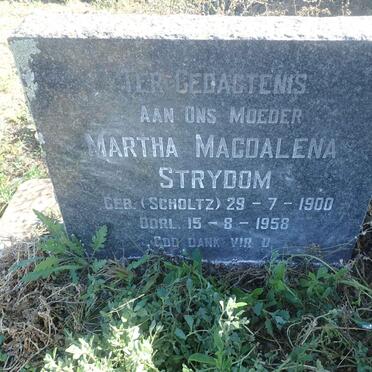 TER GEDAGTENIS
AAN ONS MOEDER
MARTHA MAGDALENA
STRYDOM
GEB. (SCHOLTZ) 29 - 7 - 1900
OORL. 15 - 8 - 1958
GOD DANK VIR U